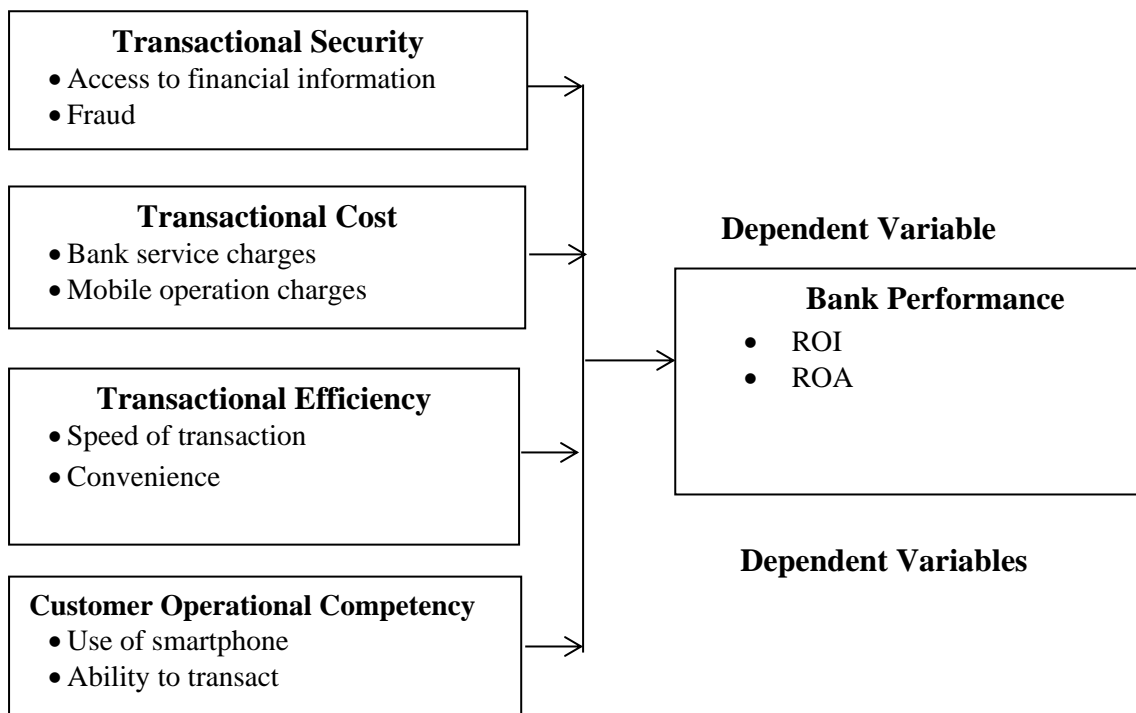 Transactional Security
• Access to financial information
• Fraud
Transactional Cost
• Bank service charges
• Mobile operation charges
Transactional Efficiency
• Speed of transaction
• Convenience
Customer Operational Competency
• Use of smartphone
• Ability to transact
Dependent Variable
Bank Performance
• ROI
• ROA
Dependent Variables